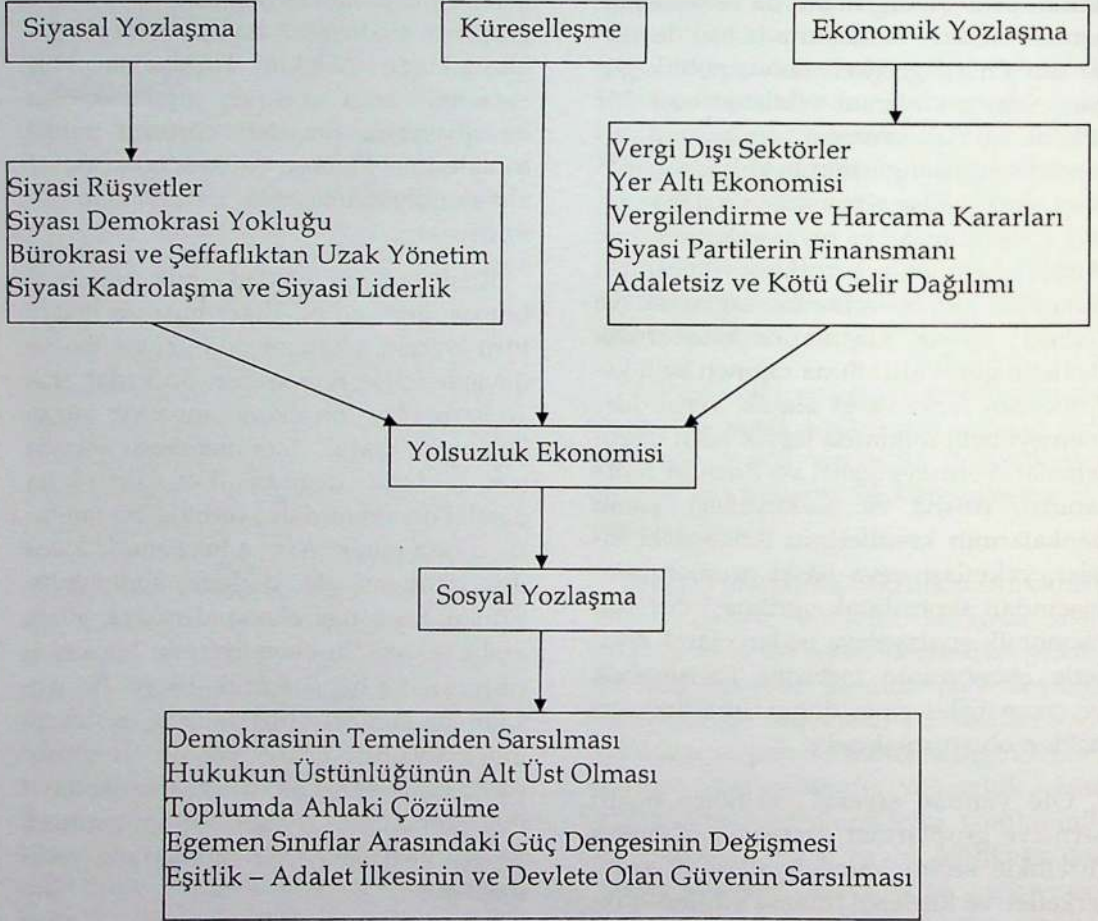 Siyasal Yozlaşma
Küreselleşme
Ekonomik Yozlaşma
Siyasi Rüşvetler
Siyası Demokrasi Yokluğu
Bürokrasi ve Şeffaflıktan Uzak Yönetim
Siyasi Kadrolaşma ve Siyasi Liderlik
Vergi Dışı Sektörler
Yer Altı Ekonomisi
Vergilendirme ve Harcama Kararları
Siyasi Partilerin Finansmanı
Adaletsiz ve Kötü Gelir Dağılımı
Yolsuzluk Ekonomisi
Sosyal Yozlaşma
Demokrasinin Temelinden Sarsılması
Hukukun Üstünlüğünün Alt Üst Olması
Toplumda Ahlaki Çözülme
Egemen Sınıflar Arasındaki Güç Dengesinin Değişmesi
Eşitlik – Adalet İlkesinin ve Devlete Olan Güvenin Sarsılması